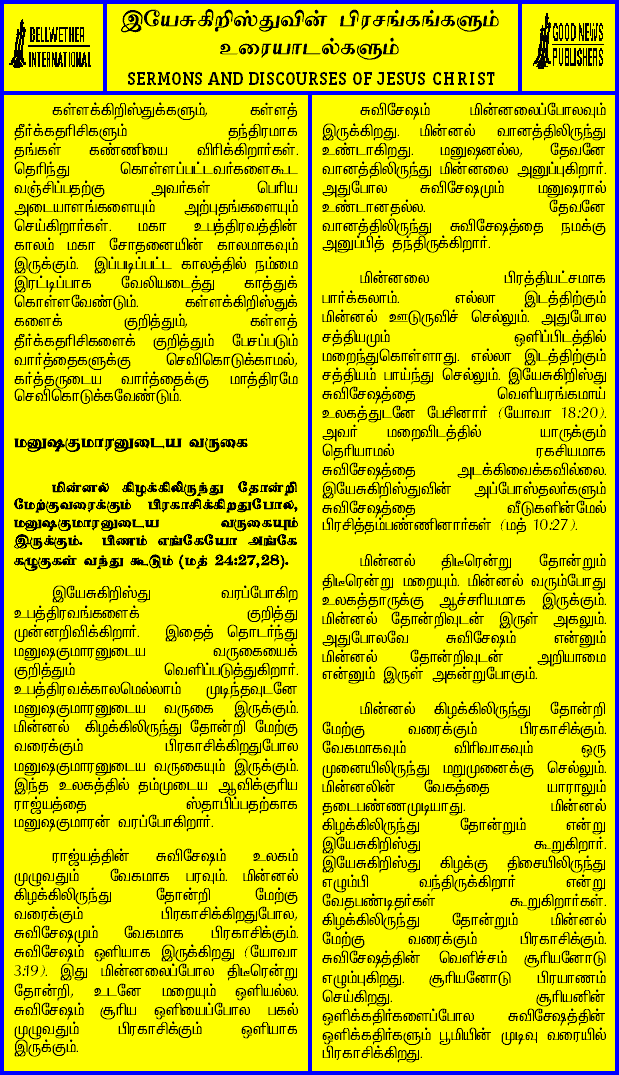 BELLWETHER
INTERNATIONAL
இயேசுகிறிஸ்துவின் பிரசங்கங்களும்
உரையாடல்களும்
SERMONS AND DISCOURSES OF JESUS CHRIST
GOOD NEWS
PUBLISHERS
கள்ளக்கிறிஸ்துக்களும், கள்ளத்
தீர்க்கதரிசிகளும் தந்திரமாக
தங்கள் கண்ணியை விரிக்கிறார்கள்.
தெரிந்து கொள்ளப்பட்டவர்களைகூட
வஞ்சிப்பதற்கு அவர்கள் பெரிய
அடையாளங்களையும் அற்புதங்களையும்
செய்கிறார்கள். மகா உபத்திரவத்தின்
காலம் மகா சோதனையின் காலமாகவும்
இருக்கும். இப்படிப்பட்ட காலத்தில் நம்மை
இரட்டிப்பாக வேலியடைத்து காத்துக்
கொள்ளவேண்டும். கள்ளக்கிறிஸ்துக்
களைக் குறித்தும், கள்ளத்
தீர்க்கதரிசிகளைக் குறித்தும் பேசப்படும்
வார்த்தைகளுக்கு செவிகொடுக்காமல்,
கர்த்தருடைய வார்த்தைக்கு மாத்திரமே
செவிகொடுக்கவேண்டும்.
மனுஷகுமாரனுடைய வருகை
மின்னல் கிழக்கிலிருந்து தோன்றி
மேற்குவரைக்கும் பிரகாசிக்கிறதுபோல,
மனுஷகுமாரனுடைய வருகையும்
இருக்கும். பிணம் எங்கேயோ அங்கே
கழுகுகள் வந்து கூடும் (மத் 24:27,28).
இயேசுகிறிஸ்து வரப்போகிற
உபத்திரவங்களைக் குறித்து
முன்னறிவிக்கிறார். இதைத் தொடர்ந்து
மனுஷகுமாரனுடைய வருகையைக்
குறித்தும் வெளிப்படுத்துகிறார்.
உபத்திரவக்காலமெல்லாம் முடிந்தவுடனே
மனுஷகுமாரனுடைய வருகை இருக்கும்.
மின்னல் கிழக்கிலிருந்து தோன்றி மேற்கு
வரைக்கும் பிரகாசிக்கிறதுபோல
மனுஷகுமாரனுடைய வருகையும் இருக்கும்.
இந்த உலகத்தில் தம்முடைய ஆவிக்குரிய
ராஜ்யத்தை ஸ்தாபிப்பதற்காக
மனுஷகுமாரன் வரப்போகிறார்.
ராஜ்யத்தின் சுவிசேஷம் உலகம்
முழுவதும் வேகமாக பரவும். மின்னல்
கிழக்கிலிருந்து தோன்றி மேற்கு
வரைக்கும் பிரகாசிக்கிறதுபோல,
சுவிசேஷமும் வேகமாக பிரகாசிக்கும்.
சுவிசேஷம் ஒளியாக இருக்கிறது (யோவா
3:19). இது மின்னலைப்போல திடீரென்று
தோன்றி, உடனே மறையும் ஒளியல்ல.
சுவிசேஷம் சூரிய ஒளியைப்போல பகல்
முழுவதும் பிரகாசிக்கும் ஒளியாக
இருக்கும்.
சுவிசேஷம் மின்னலைப்போலவும்
இருக்கிறது. மின்னல் வானத்திலிருந்து
உண்டாகிறது. மனுஷனல்ல, தேவனே
வானத்திலிருந்து மின்னலை அனுப்புகிறார்.
அதுபோல சுவிசேஷமும் மனுஷரால்
உண்டானதல்ல. தேவனே
வானத்திலிருந்து சுவிசேஷத்தை நமக்கு
அனுப்பித் தந்திருக்கிறார்.
மின்னலை பிரத்தியட்சமாக
பார்க்கலாம். எல்லா இடத்திற்கும்
மின்னல் ஊடுருவிச் செல்லும். அதுபோல
சத்தியமும் ஒளிப்பிடத்தில்
மறைந்துகொள்ளாது. எல்லா இடத்திற்கும்
சத்தியம் பாய்ந்து செல்லும். இயேசுகிறிஸ்து
சுவிசேஷத்தை வெளியரங்கமாய்
உலகத்துடனே பேசினார் (யோவா 18:20).
அவர் மறைவிடத்தில் யாருக்கும்
தெரியாமல் ரகசியமாக
சுவிசேஷத்தை அடக்கிவைக்கவில்லை.
இயேசுகிறிஸ்துவின் அப்போஸ்தலர்களும்
சுவிசேஷத்தை வீடுகளின்மேல்
பிரசித்தம்பண்ணினார்கள் (மத் 10:27).
மின்னல் திடீரென்று தோன்றும்
திடீரென்று மறையும். மின்னல் வரும்போது
உலகத்தாருக்கு ஆச்சரியமாக இருக்கும்.
மின்னல் தோன்றிவுடன் இருள் அகலும்.
அதுபோலவே சுவிசேஷம் என்னும்
மின்னல் தோன்றிவுடன் அறியாமை
என்னும் இருள் அகன்றுபோகும்.
மின்னல் கிழக்கிலிருந்து தோன்றி
மேற்கு வரைக்கும் பிரகாசிக்கும்.
வேகமாகவும் விரிவாகவும் ஒரு
முனையிலிருந்து மறுமுனைக்கு செல்லும்.
மின்னலின் வேகத்தை யாராலும்
தடைபண்ணமுடியாது. மின்னல்
கிழக்கிலிருந்து தோன்றும் என்று
இயேசுகிறிஸ்து கூறுகிறார்.
இயேசுகிறிஸ்து கிழக்கு திசையிலிருந்து
எழும்பி வந்திருக்கிறார் என்று
வேதபண்டிதர்கள் கூறுகிறார்கள்.
கிழக்கிலிருந்து தோன்றும் மின்னல்
மேற்கு வரைக்கும் பிரகாசிக்கும்.
சுவிசேஷத்தின் வெளிச்சம் சூரியனோடு
எழும்புகிறது. சூரியனோடு பிரயாணம்
செய்கிறது. சூரியனின்
ஒளிக்கதிர்களைப்போல சுவிசேஷத்தின்
ஒளிக்கதிர்களும் பூமியின் முடிவு வரையில்
பிரகாசிக்கிறது.